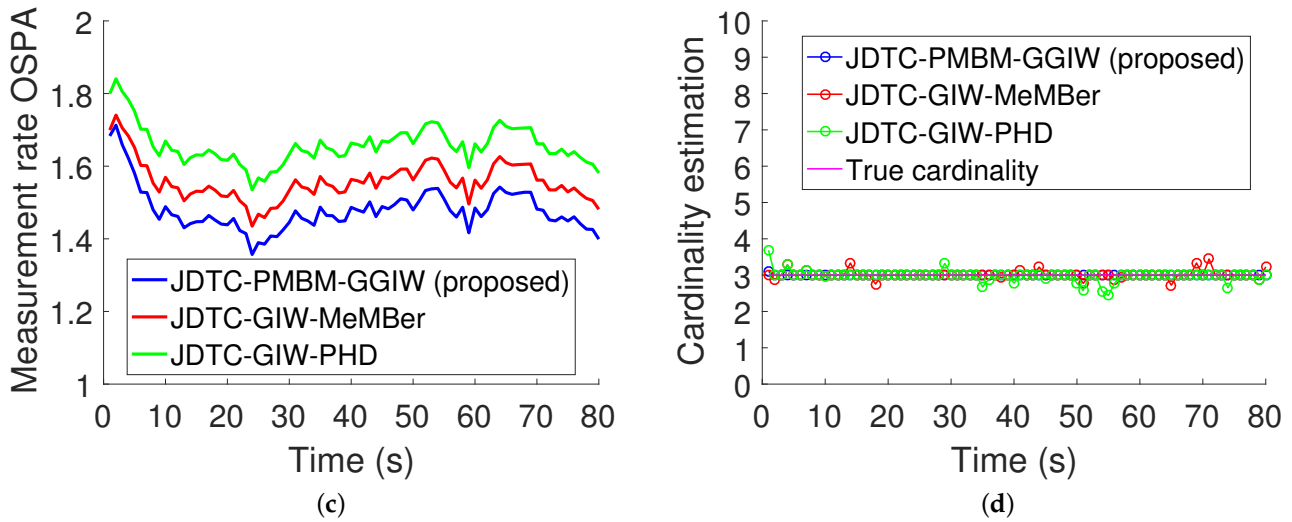 Measurement rate OSPA
2
1.8
1.6
1.4
1.2
1
0 10 20 30 40 50 60 70 80
Time (s)
JDTC-PMBM-GGIW (proposed)
JDTC-GIW-MeMBer
JDTC-GIW-PHD
(c)
Cardinality estimation
10
9
8
7
6
5
4
3
2
1
0
0 10 20 30 40 50 60 70 80
Time (s)
JDTC-PMBM-GGIW (proposed)
JDTC-GIW-MeMBer
JDTC-GIW-PHD
True cardinality
(d)